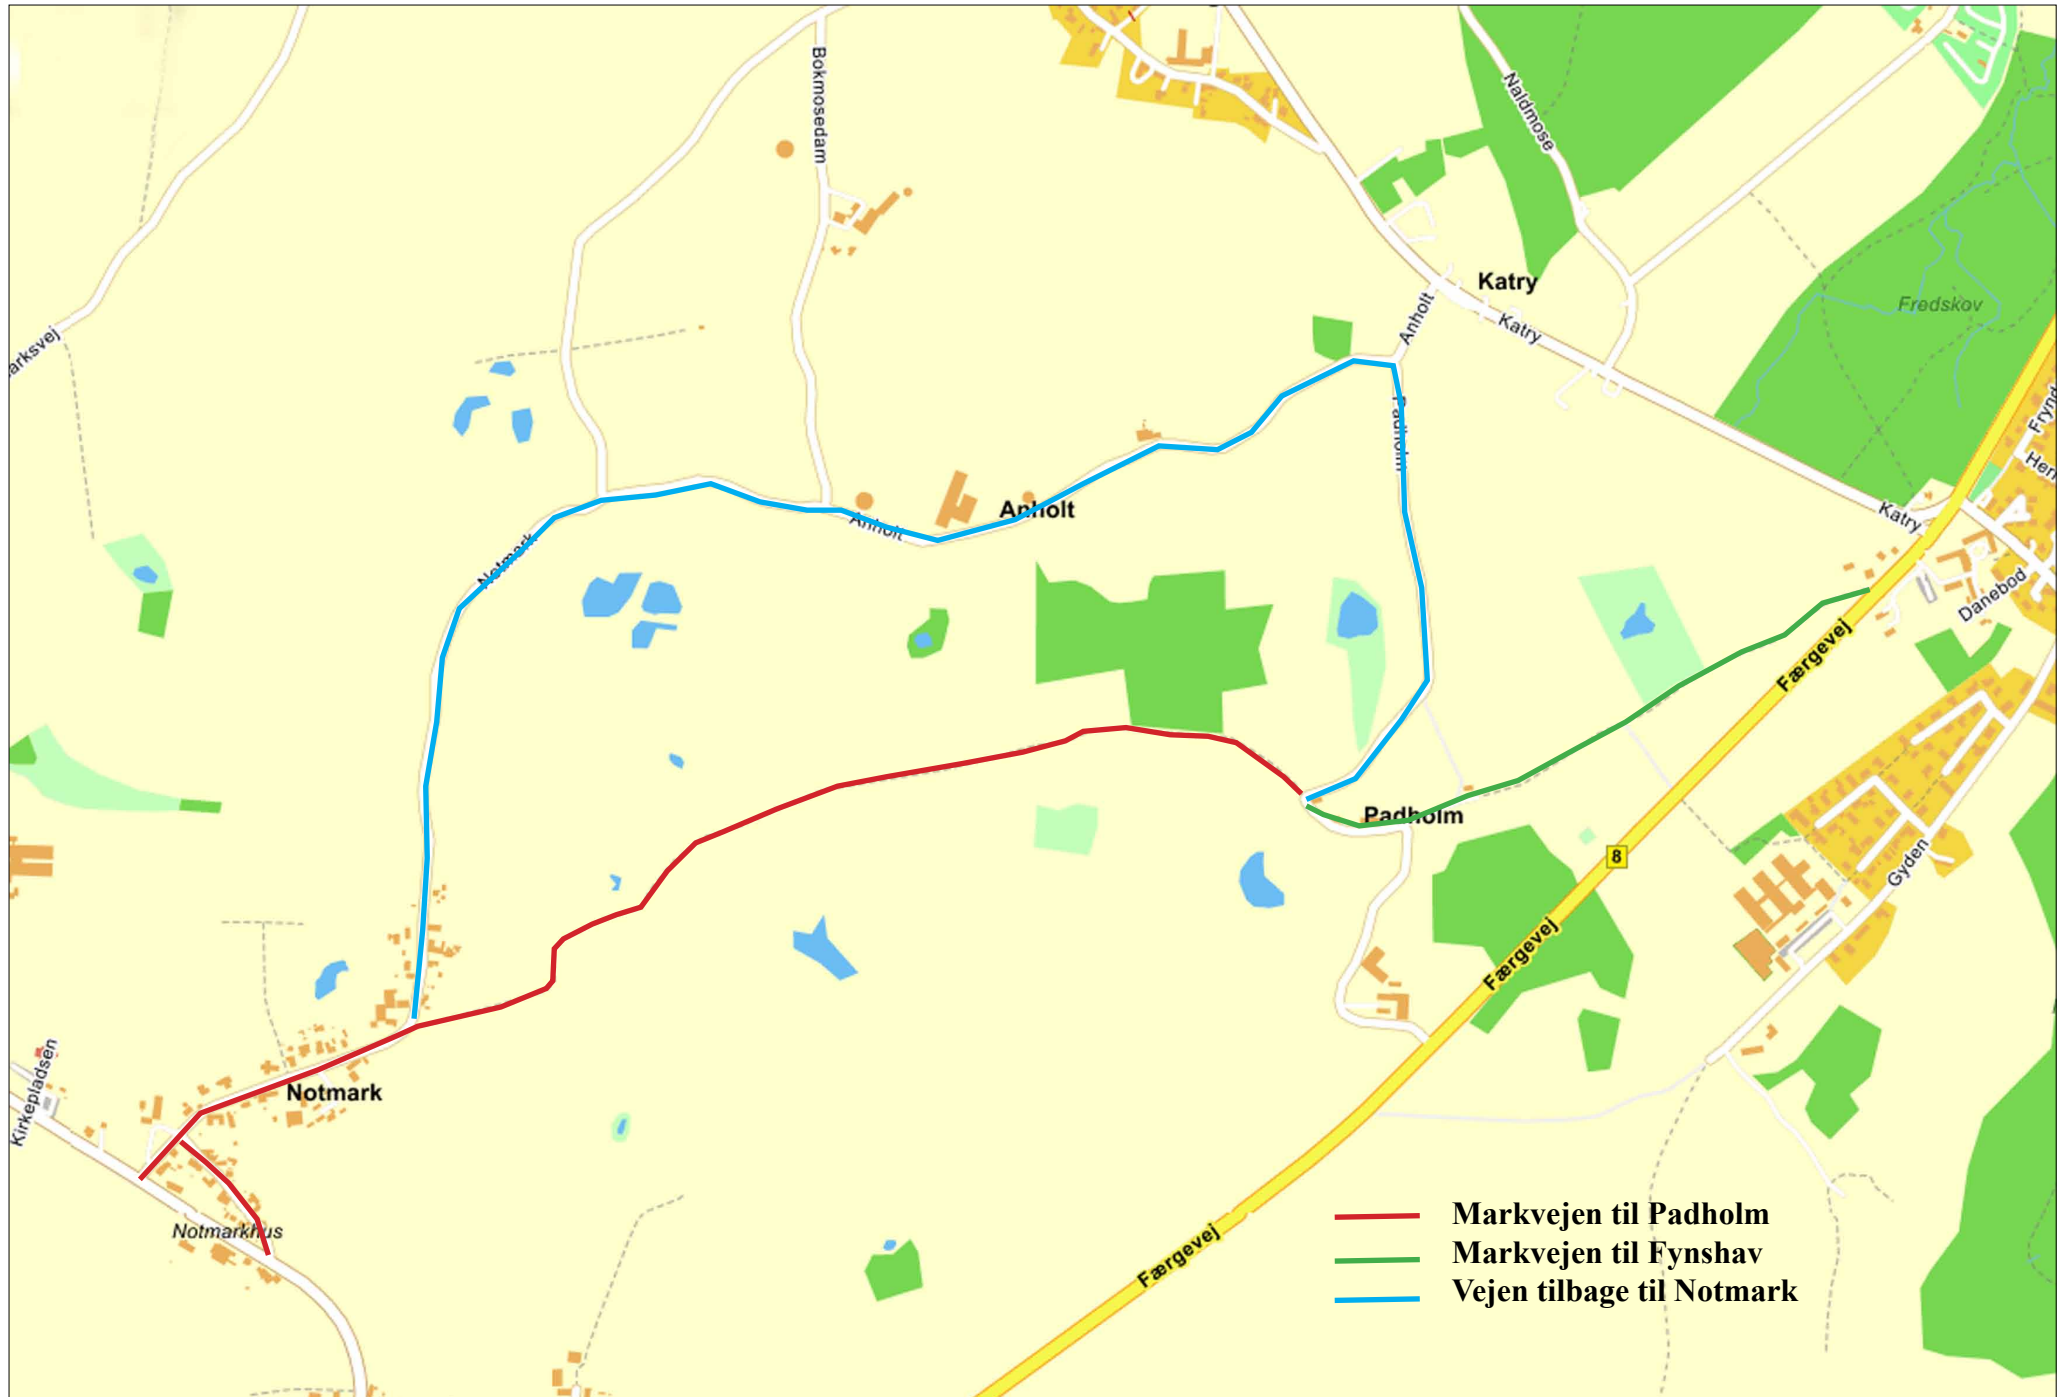 Bokmosedam
Naldmose
Katry
Fredskov
Anholt
Katry
arksvej
Padholm
Frynd
Anholt
Anholt
Katry
Notmark
Danebod
Færgevej
Padholm
8
Gyden
Færgevej
Kirkepladsen
Notmark
Notmarkhus
Færgevej
Markvejen til Padholm
Markvejen til Fynshav
Vejen tilbage til Notmark